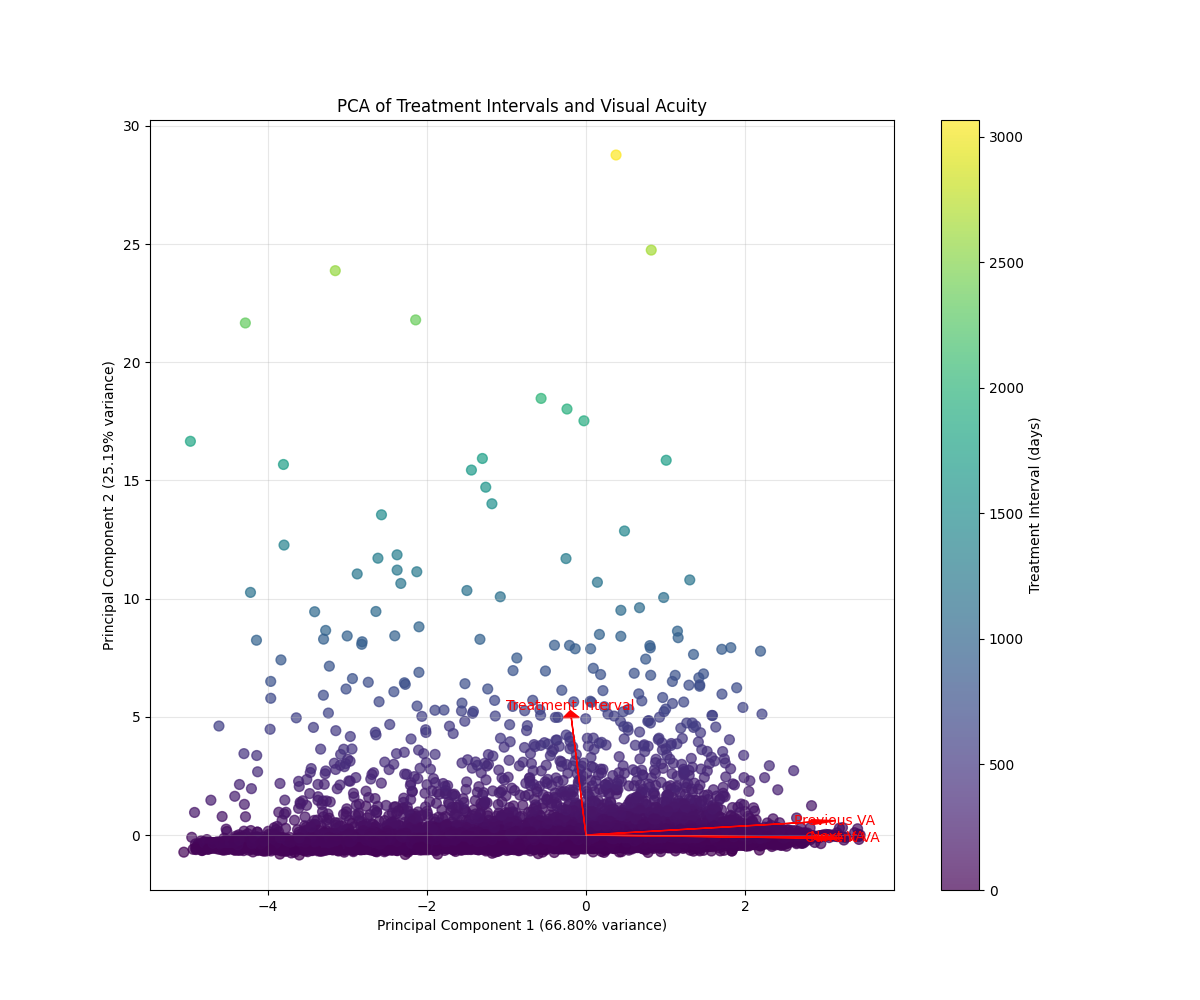 PCA of Treatment Intervals and Visual Acuity
30
25
20
15
10
5
0
Principal Component 2 (25.19% variance)
Treatment Interval
Previous VA
VA
−4
−2
0
2
Principal Component 1 (66.80% variance)
3000
2500
2000
1500
1000
500
0
Treatment Interval (days)